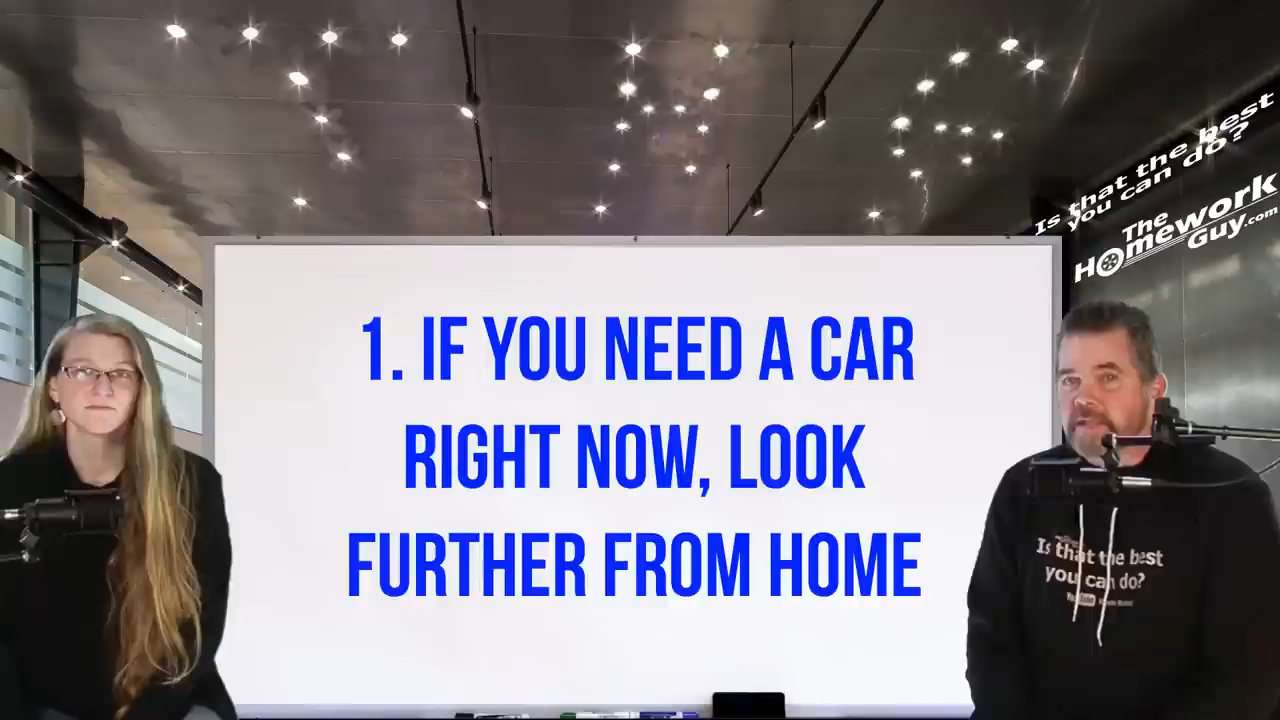 Is that the best
you can do?
The
Homework
Guy.com
1. IF YOU NEED A CAR
RIGHT NOW, LOOK
FURTHER FROM HOME
Is that the best
you can do?
YouTube